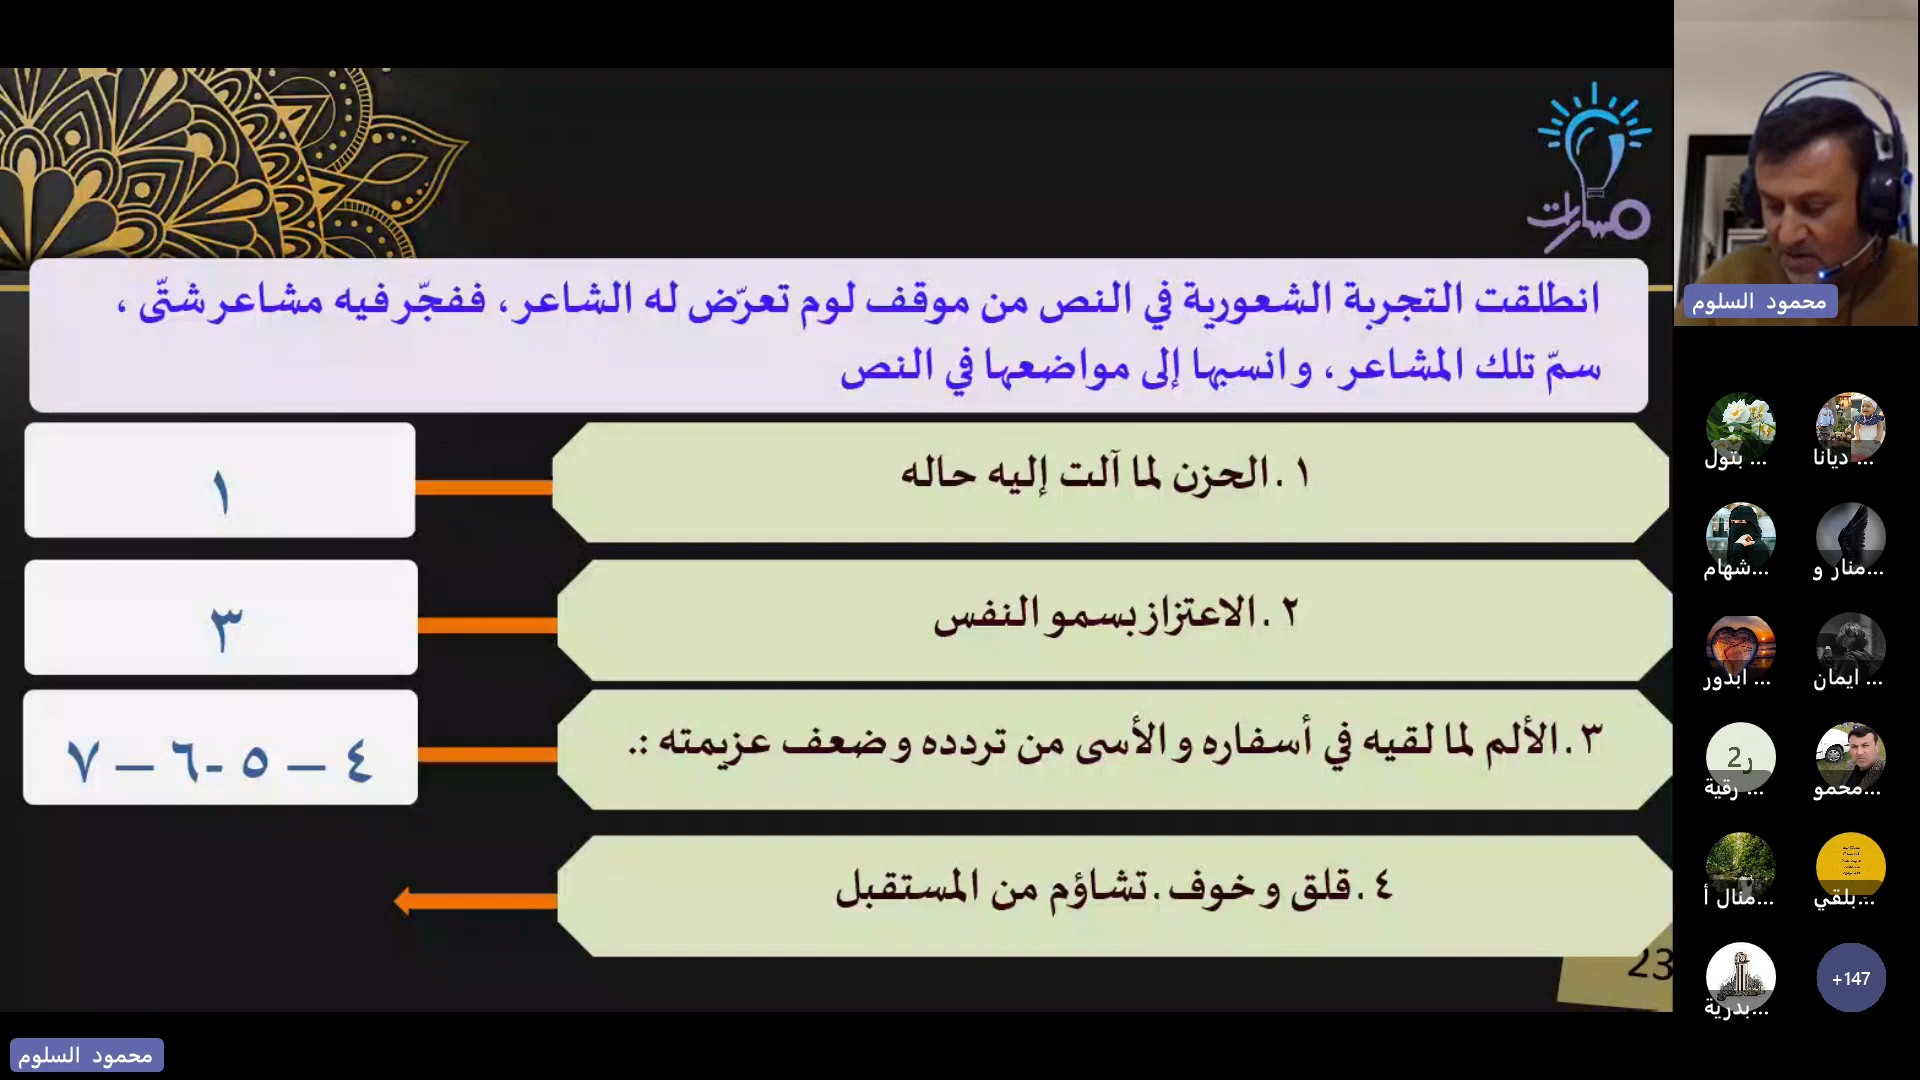 مسارات
انطلقت التجربة الشعورية في النص من موقف لوم تعرّض له الشاعر، ففجّر فيه مشاعر شتّى ،
سمّ تلك المشاعر، وانسبها إلى مواضعها في النص
١ .الحزن لما آلت إليه حاله
١
٢ .الاعتزاز بسمو النفس
٣
٣.الألم لما لقيه في أسفاره والأسى من تردده وضعف عزيمته :.
٤ – ٥ -٦ – ٧
٤ .قلق وخوف.تشاؤم من المستقبل
23
محمود السلوم
ديانا ...
بتول ...
منار و...
شهام...
ايمان ...
ابدور ...
محمو...
ر2
رقية ...
بلقي...
منال أ...
+147
بدرية...
محمود السلوم